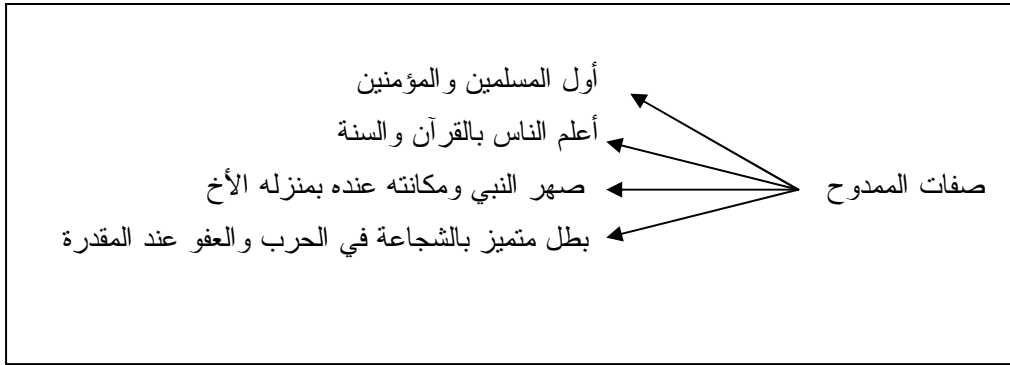 أول المسلمين والمؤمنين
أعلم الناس بالقرآن والسنة
صفات الممدوح
صهر النبي ومكانته عنده بمنزله الأخ
بطل متميز بالشجاعة في الحرب والعفو عند المقدرة